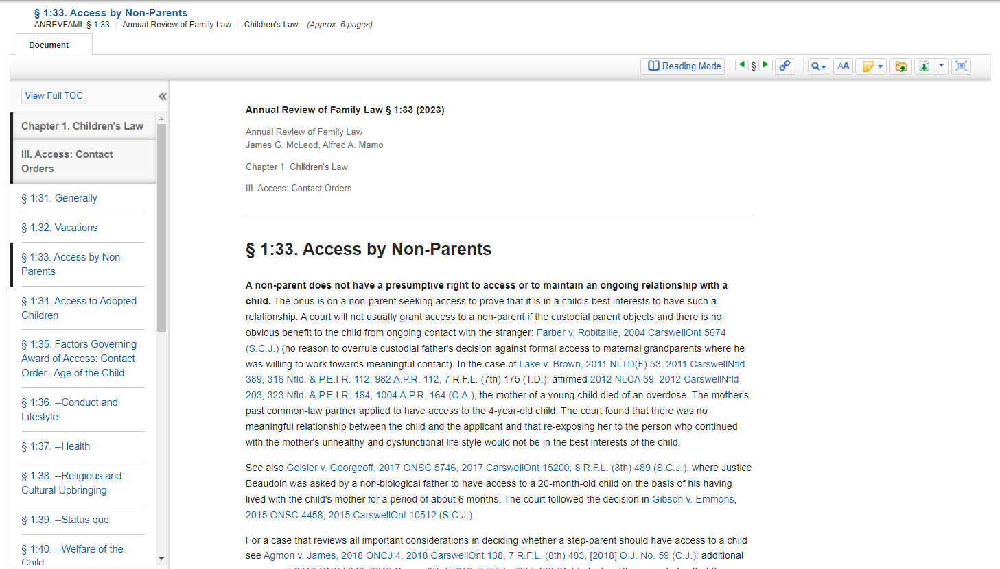 § 1:33. Access by Non-Parents
ANREVFAML § 1:33 Annual Review of Family Law Children's Law (Approx. 6 pages)
Document
Reading Mode
§
AA
View Full TOC
Chapter 1. Children's Law
III. Access: Contact
Orders
§ 1:31. Generally
§ 1:32. Vacations
§ 1:33. Access by Non-
Parents
§ 1:34. Access to Adopted
Children
§ 1:35. Factors Governing
Award of Access: Contact
Order--Age of the Child
§ 1:36. --Conduct and
Lifestyle
§ 1:37. --Health
§ 1:38. --Religious and
Cultural Upbringing
§ 1:39. --Status quo
§ 1:40. --Welfare of the
Child
Annual Review of Family Law § 1:33 (2023)
Annual Review of Family Law
James G. McLeod, Alfred A. Mamo
Chapter 1. Children's Law
III. Access: Contact Orders
§ 1:33. Access by Non-Parents
A non-parent does not have a presumptive right to access or to maintain an ongoing relationship with a
child. The onus is on a non-parent seeking access to prove that it is in a child's best interests to have such a
relationship. A court will not usually grant access to a non-parent if the custodial parent objects and there is no
obvious benefit to the child from ongoing contact with the stranger: Farber v. Robitaille, 2004 CarswellOnt 5674
(S.C.J.) (no reason to overrule custodial father's decision against formal access to maternal grandparents where he
was willing to work towards meaningful contact). In the case of Lake v. Brown, 2011 NLTD(F) 53, 2011 CarswellNfld
389, 316 Nfld. & P.E.I.R. 112, 982 A.P.R. 112, 7 R.F.L. (7th) 175 (T.D.); affirmed 2012 NLCA 39, 2012 CarswellNfld
203, 323 Nfld. & P.E.I.R. 164, 1004 A.P.R. 164 (C.A.), the mother of a young child died of an overdose. The mother's
past common-law partner applied to have access to the 4-year-old child. The court found that there was no
meaningful relationship between the child and the applicant and that re-exposing her to the person who continued
with the mother's unhealthy and dysfunctional life style would not be in the best interests of the child.
See also Geisler v. Georgeoff, 2017 ONSC 5746, 2017 CarswellOnt 15200, 8 R.F.L. (8th) 489 (S.C.J.), where Justice
Beaudoin was asked by a non-biological father to have access to a 20-month-old child on the basis of his having
lived with the child's mother for a period of about 6 months. The court followed the decision in Gibson v. Emmons,
2015 ONSC 4458, 2015 CarswellOnt 10512 (S.C.J.).
For a case that reviews all important considerations in deciding whether a step-parent should have access to a child
see Agmon v. James, 2018 ONCJ 4, 2018 CarswellOnt 138, 7 R.F.L. (8th) 483, [2018] O.J. No. 59 (C.J.); additional